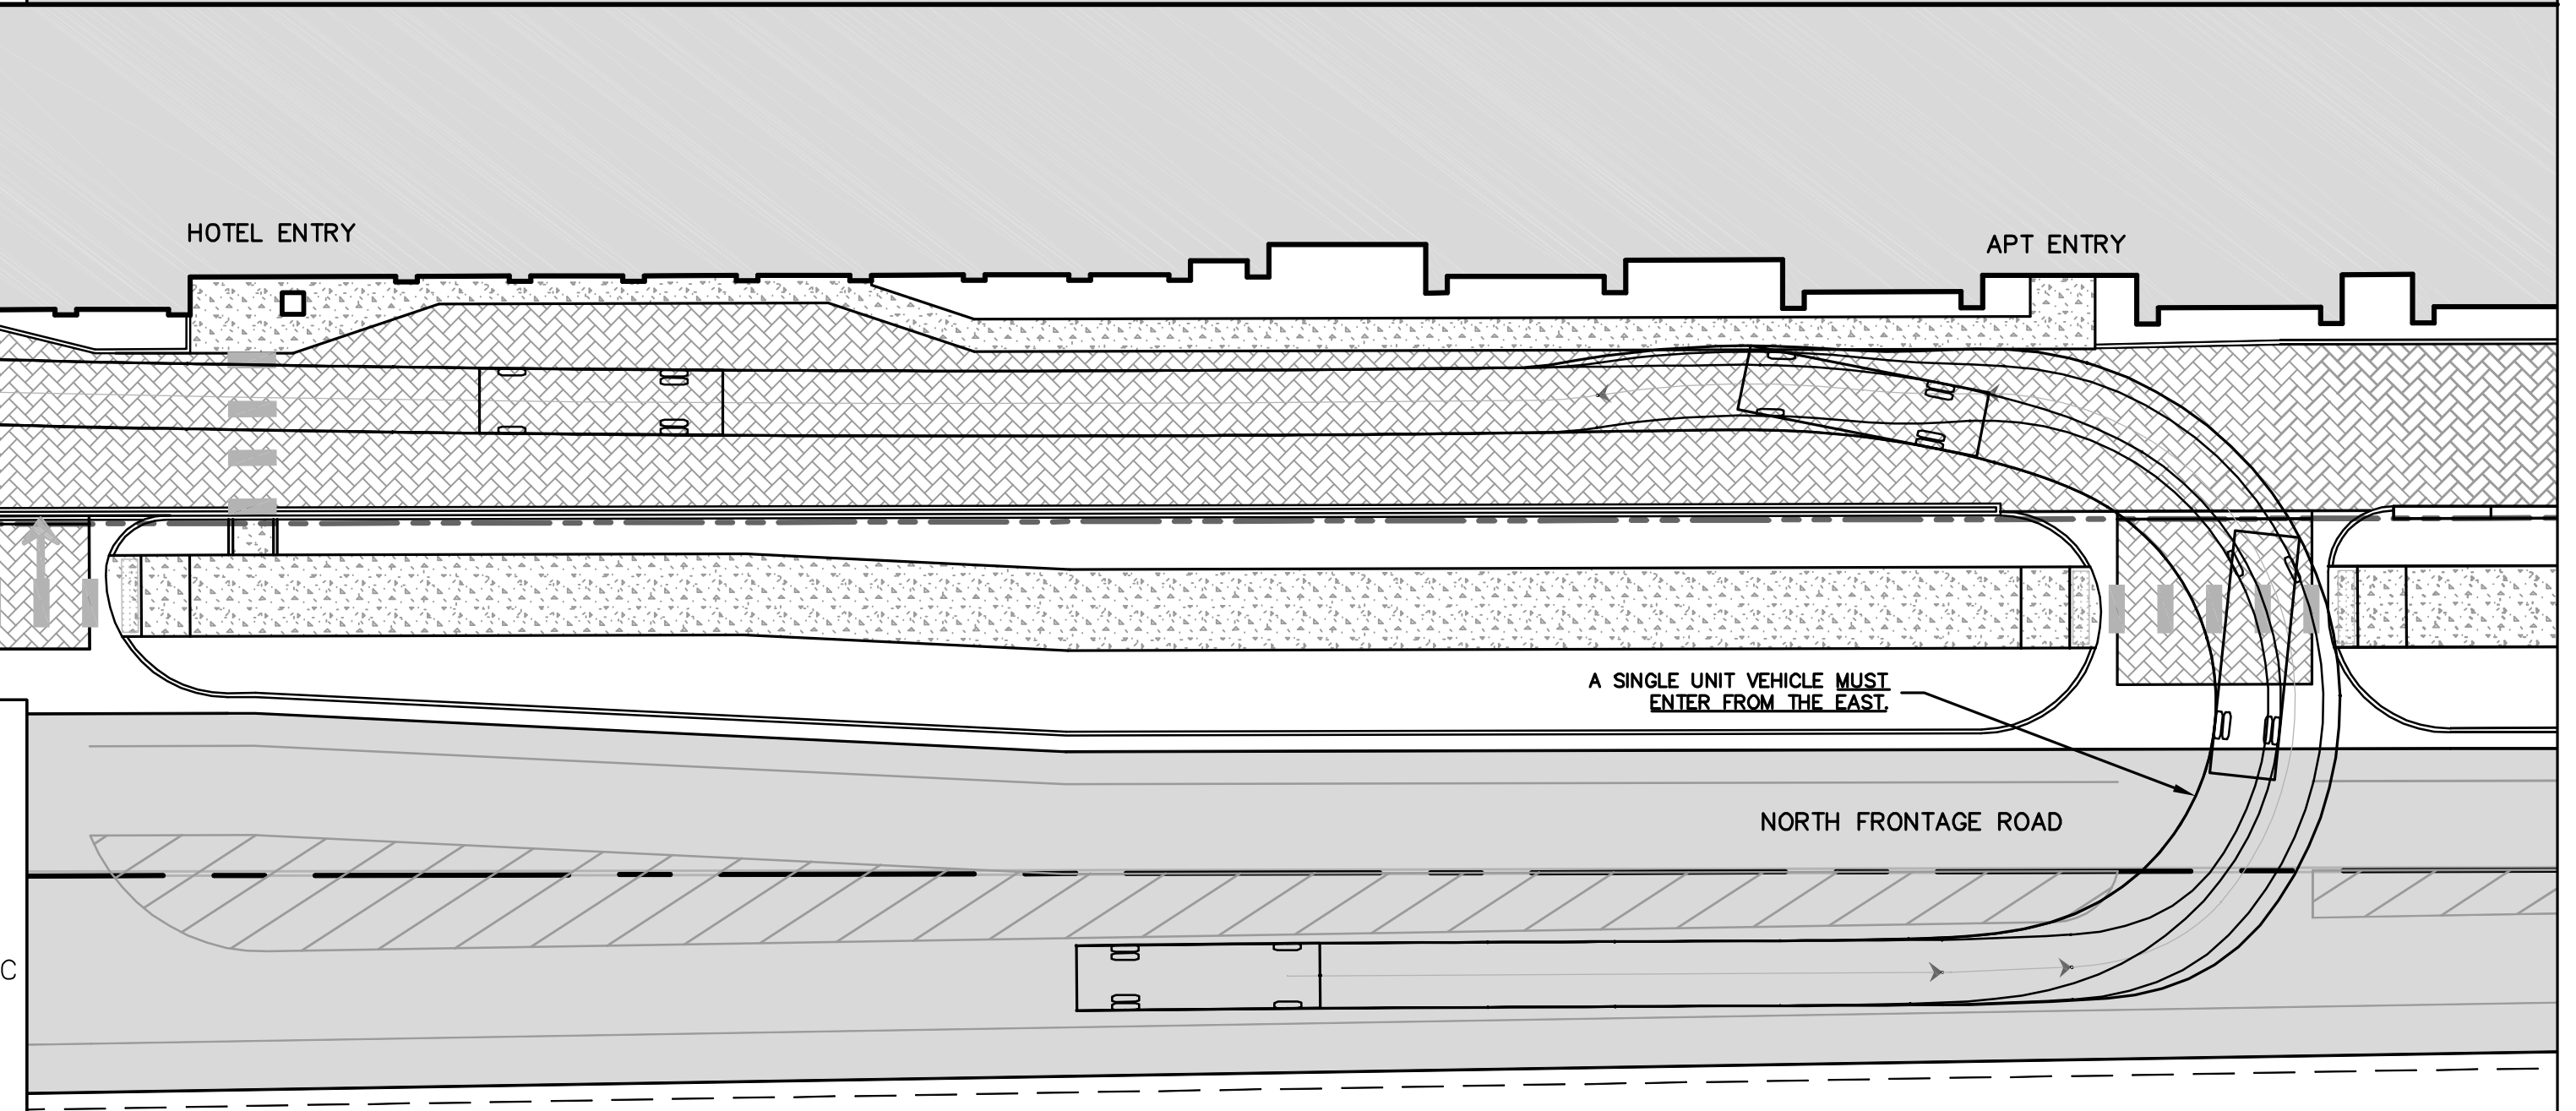 HOTEL ENTRY
APT ENTRY
A SINGLE UNIT VEHICLE MUST
ENTER FROM THE EAST.
NORTH FRONTAGE ROAD
C